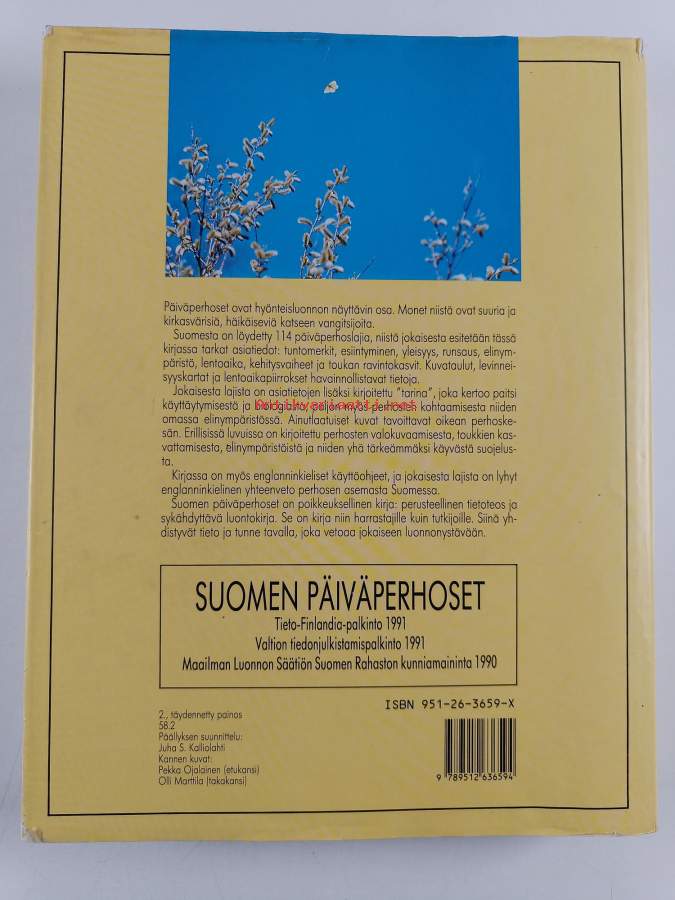 Päiväperhoset ovat hyönteisluonnon näyttävin osa. Monet niistä ovat suuria ja
kirkasvärisiä, häikäiseviä katseen vangitsijoita.
Suomesta on löydetty 114 päiväperhoslajia, niistä jokaisesta esitetään tässä
kirjassa tarkat asiatiedot: tuntomerkit, esiintyminen, yleisyys, runsaus, elinym-
päristö, lentoaika, kehitysvaiheet ja toukan ravintokasvit. Kuvataulut, levinnei-
syyskartat ja lentoaikapiirrokset havainnollistavat tietoja.
Jokaisesta lajista on asiatietojen lisäksi kirjoitettu "tarina", joka kertoo paitsi
käyttäytymisestä ja biologiasta, paljon myös perhosten kohtaamisesta niiden
omassa elinympäristössä. Ainutlaatuiset kuvat tavoittavat oikean perhoske-
sän. Erillisissä luvuissa on kirjoitettu perhosten valokuvaamisesta, toukkien kas-
vattamisesta, elinympäristöistä ja niiden yhä tärkeämmäksi käyvästä suojelus-
ta.
Kirjassa on myös englanninkieliset käyttöohjeet, ja jokaisesta lajista on lyhyt
englanninkielinen yhteenveto perhosen asemasta Suomessa.
Suomen päiväperhoset on poikkeuksellinen kirja: perusteellinen tietoteos ja
sykähdyttävä luontokirja. Se on kirja niin harrastajille kuin tutkijoille. Siinä yh-
distyvät tieto ja tunne tavalla, joka vetoaa jokaiseen luonnonystävään.
SUOMEN PÄIVÄPERHOSET
Tieto-Finlandia-palkinto 1991
Valtion tiedonjulkistamispalkinto 1991
Maailman Luonnon Säätiön Suomen Rahaston kunniamaininta 1990
ISBN 951-26-3659-X
2., täydennetty painos
58.2
Päällyksen suunnittelu:
Juha S. Kalliolahti
Kannen kuvat:
Pekka Ojalainen (etukansi)
Olli Marttila (takakansi)
9 789512 636594